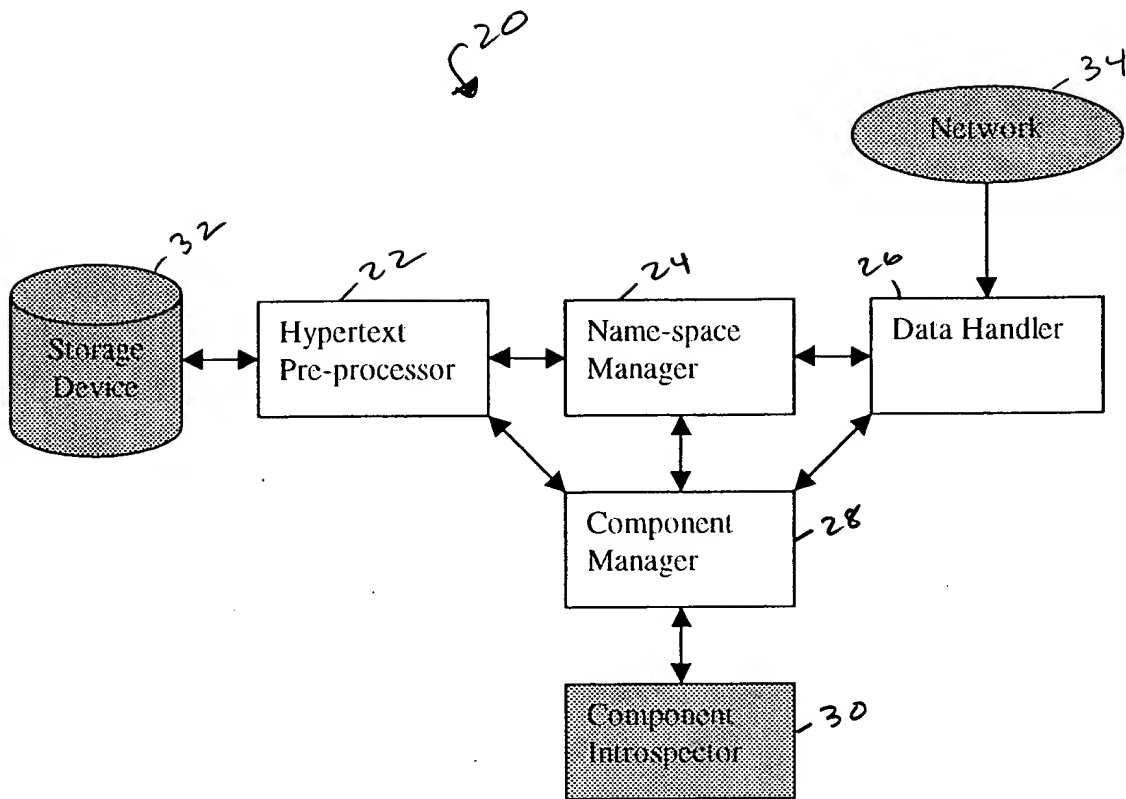 20
34
Network
32
22
24
26
Storage
Device
Hypertext
Pre-processor
Name-space
Manager
Data Handler
Component
Manager
28
Component
Introspector
30